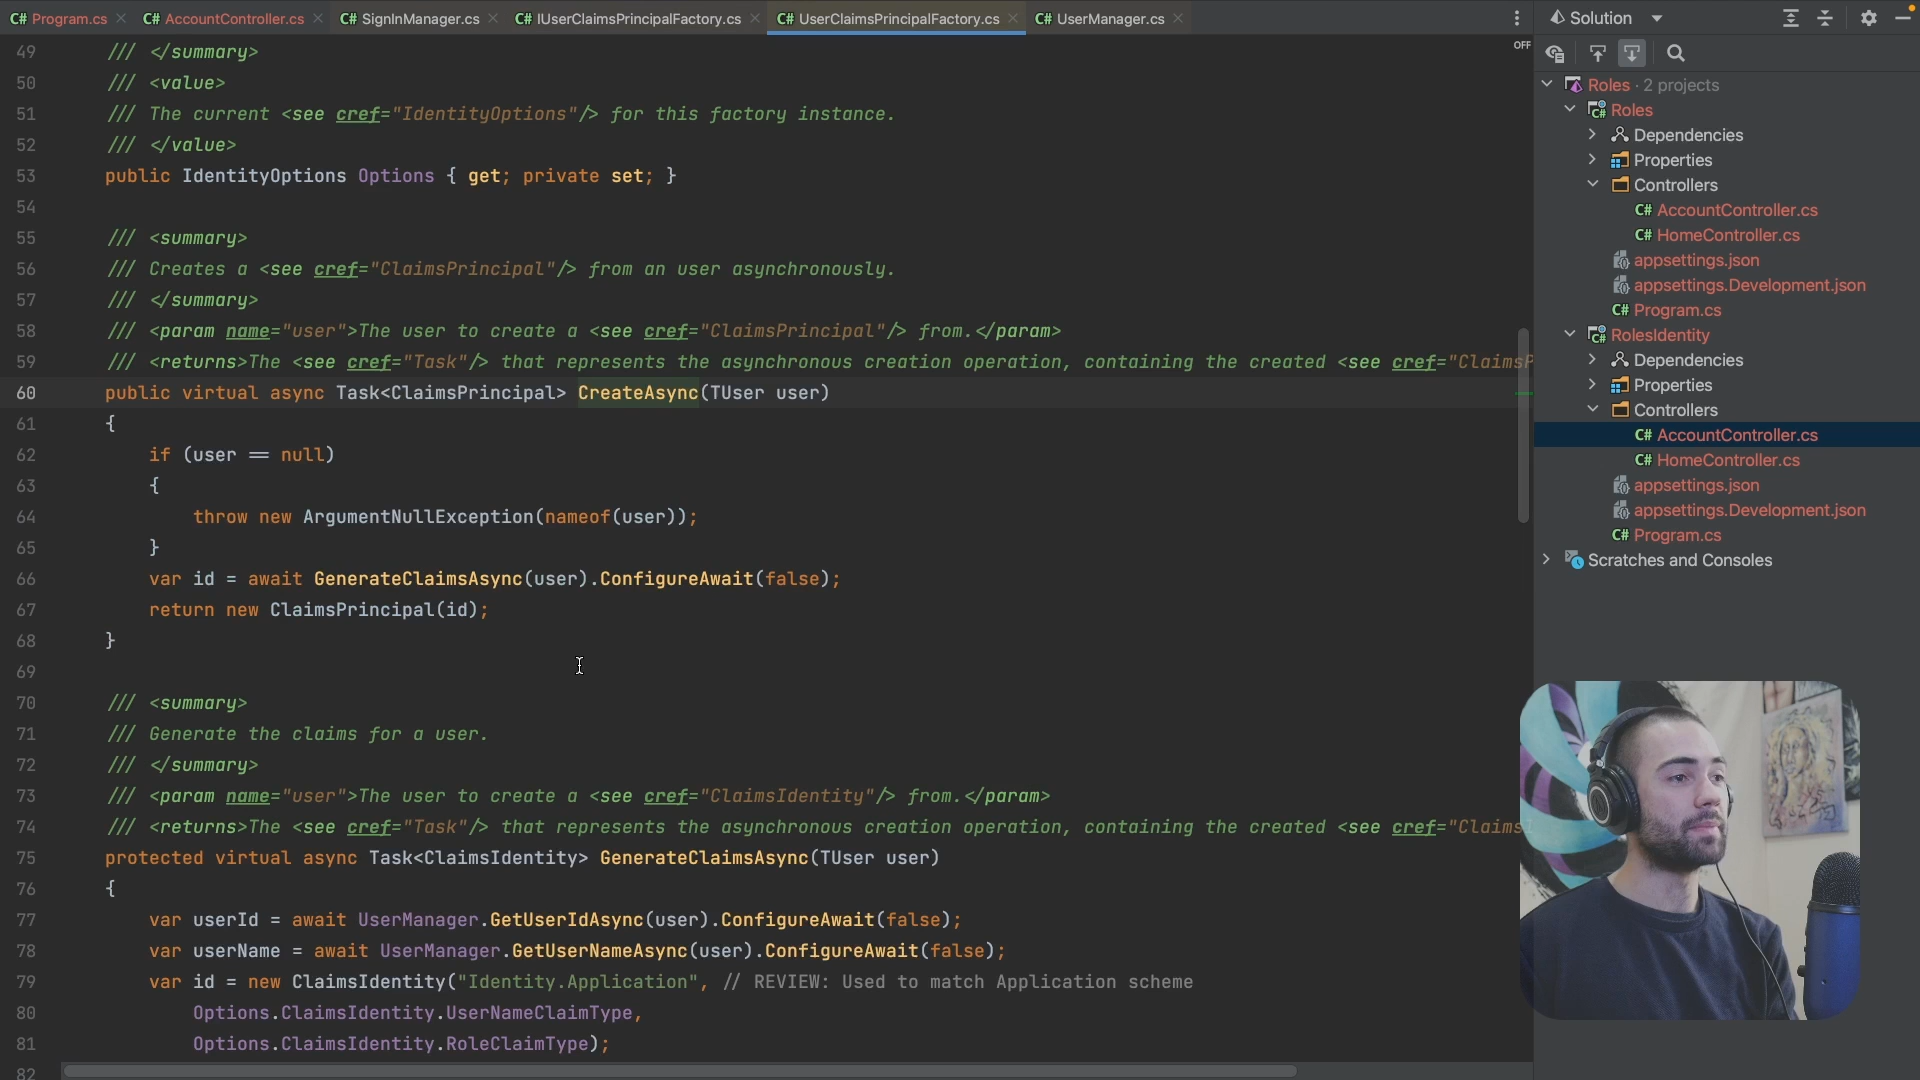 C# Program.cs
C# AccountController.cs
C# SignInManager.cs
C# IUserClaimsPrincipalFactory.cs
C# UserClaimsPrincipalFactory.cs
C# UserManager.cs
Solution
OFF
49 /// </summary>
50 /// <value>
51 /// The current <see cref="IdentityOptions"/> for this factory instance.
52 /// </value>
53 public IdentityOptions Options { get; private set; }
54
55 /// <summary>
56 /// Creates a <see cref="ClaimsPrincipal"/> from an user asynchronously.
57 /// </summary>
58 /// <param name="user">The user to create a <see cref="ClaimsPrincipal"/> from.</param>
59 /// <returns>The <see cref="Task"/> that represents the asynchronous creation operation, containing the created <see cref="ClaimsP
60 public virtual async Task<ClaimsPrincipal> CreateAsync(TUser user)
61 {
62 if (user == null)
63 {
64 throw new ArgumentNullException(nameof(user));
65 }
66 var id = await GenerateClaimsAsync(user).ConfigureAwait(false);
67 return new ClaimsPrincipal(id);
68 }
69
70 /// <summary>
71 /// Generate the claims for a user.
72 /// </summary>
73 /// <param name="user">The user to create a <see cref="ClaimsIdentity"/> from.</param>
74 /// <returns>The <see cref="Task"/> that represents the asynchronous creation operation, containing the created <see cref="ClaimsI
75 protected virtual async Task<ClaimsIdentity> GenerateClaimsAsync(TUser user)
76 {
77 var userId = await UserManager.GetUserIdAsync(user).ConfigureAwait(false);
78 var userName = await UserManager.GetUserNameAsync(user).ConfigureAwait(false);
79 var id = new ClaimsIdentity("Identity.Application", // REVIEW: Used to match Application scheme
80 Options.ClaimsIdentity.UserNameClaimType,
81 Options.ClaimsIdentity.RoleClaimType);
82
Roles · 2 projects
C# Roles
Dependencies
Properties
Controllers
C# AccountController.cs
C# HomeController.cs
appsettings.json
appsettings.Development.json
C# Program.cs
C# RolesIdentity
Dependencies
Properties
Controllers
C# AccountController.cs
C# HomeController.cs
appsettings.json
appsettings.Development.json
C# Program.cs
Scratches and Consoles